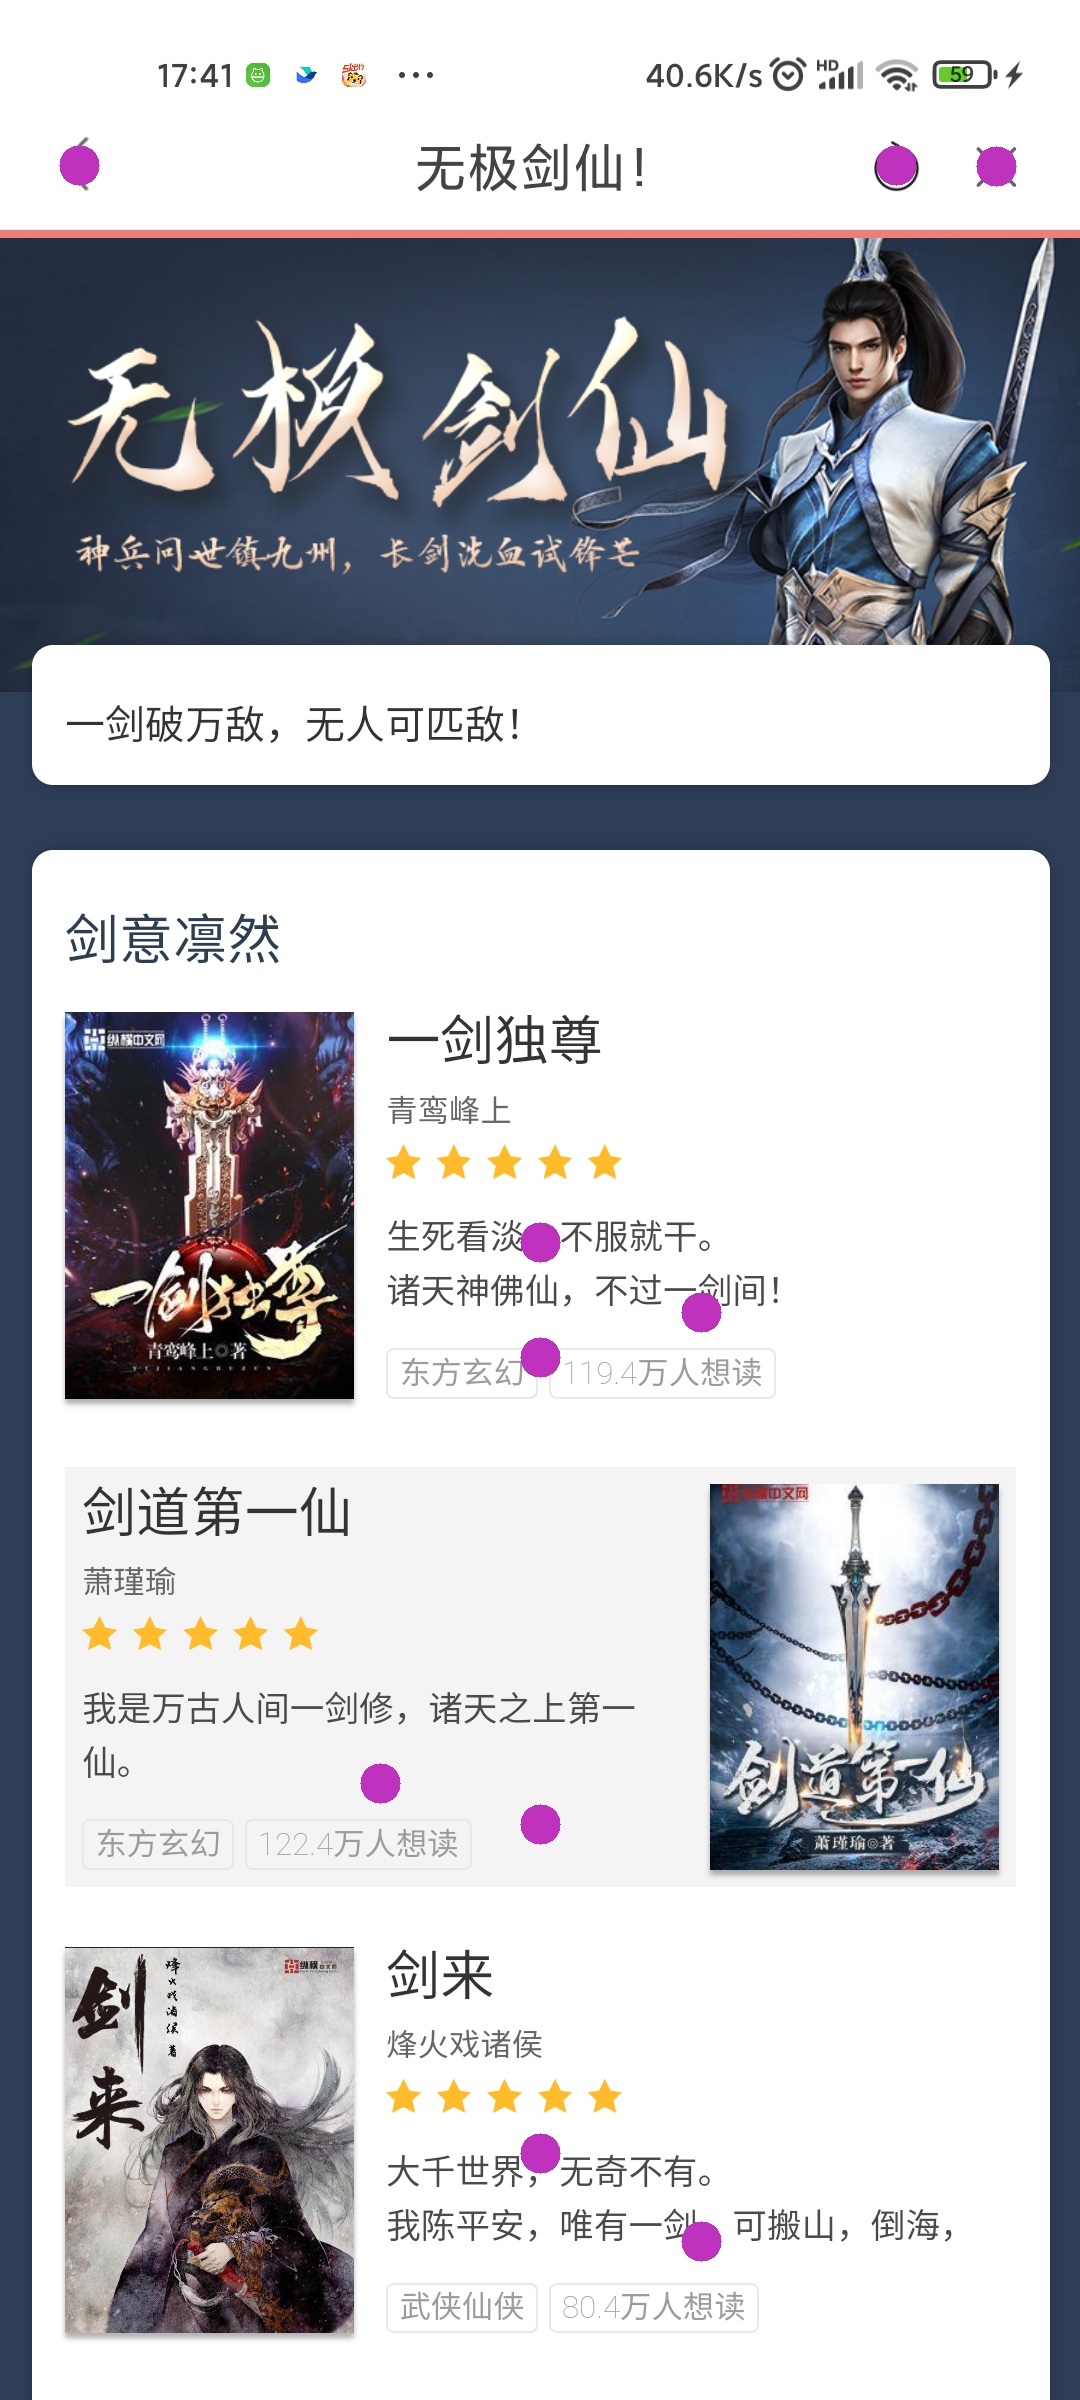 17:41 40.6K/s HD 59
无极剑仙!
无极剑仙
神兵问世镇九州，长剑洗血试锋芒
一剑破万敌，无人可匹敌!
剑意凛然
纵横中文网
一剑独尊
青鸾峰上◎著
YIJIANDUZUN
一剑独尊
青鸾峰上
生死看淡 不服就干。
诸天神佛仙，不过一剑间!
东方玄幻 119.4万人想读
剑道第一仙
萧瑾瑜
我是万古人间一剑修，诸天之上第一
仙。
东方玄幻 122.4万人想读
纵横中文网
剑道第一仙
萧瑾瑜◎著
剑来
烽火戏诸侯 著
纵横中文网
剑来
烽火戏诸侯
大千世界，无奇不有。
我陈平安，唯有一剑 可搬山，倒海，
武侠仙侠 80.4万人想读